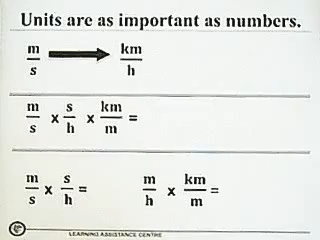 Units are as important as numbers.
m/s → km/h
m/s x s/h x km/m =
m/s x s/h = m/h x km/m =
LEARNING ASSISTANCE CENTRE